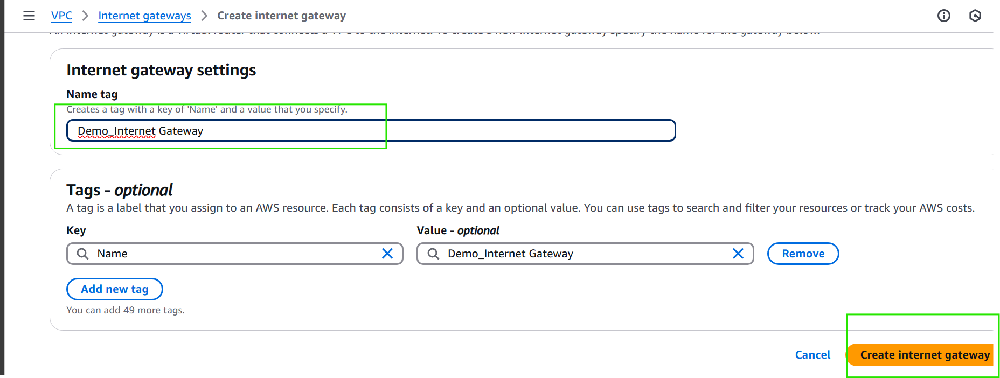 VPC > Internet gateways > Create internet gateway
An internet gateway is a virtual router that connects a VPC to the internet. To create a new internet gateway specify the name for the gateway below.
Internet gateway settings
Name tag
Creates a tag with a key of 'Name' and a value that you specify.
Demo_Internet Gateway
Tags - optional
A tag is a label that you assign to an AWS resource. Each tag consists of a key and an optional value. You can use tags to search and filter your resources or track your AWS costs.
Key
Value - optional
Name
Demo_Internet Gateway
Remove
Add new tag
You can add 49 more tags.
Cancel
Create internet gateway